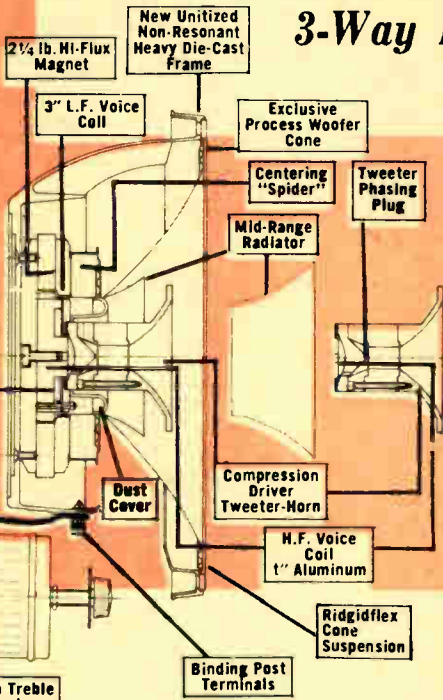 3-Way
New Unitized
Non-Resonant
Heavy Die-Cast
Frame
2¼ lb. Hi-Flux
Magnet
3" L.F. Voice
Coil
Exclusive
Process Woofer
Cone
Centering
"Spider"
Tweeter
Phasing
Plug
Mid-Range
Radiator
Dust
Cover
Compression
Driver
Tweeter-Horn
H.F. Voice
Coil
1" Aluminum
Ridgidflex
Cone
Suspension
Binding Post
Terminals
Treble